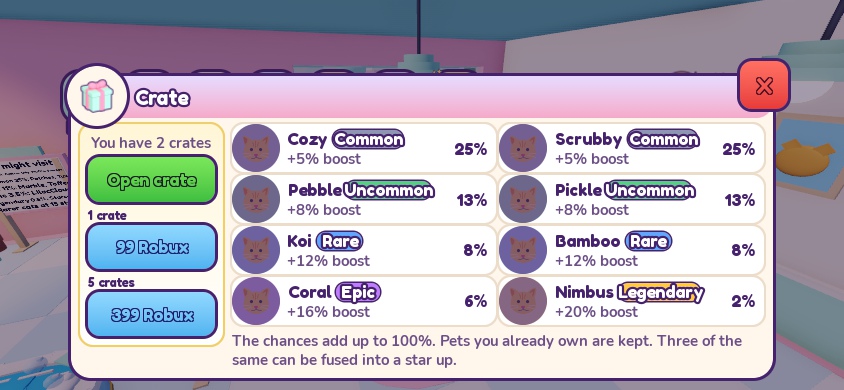 Crate
X
You have 2 crates
Open crate
1 crate
99 Robux
5 crates
399 Robux
Cozy Common
+5% boost
25%
Scrubby Common
+5% boost
25%
Pebble Uncommon
+8% boost
13%
Pickle Uncommon
+8% boost
13%
Koi Rare
+12% boost
8%
Bamboo Rare
+12% boost
8%
Coral Epic
+16% boost
6%
Nimbus Legendary
+20% boost
2%
The chances add up to 100%. Pets you already own are kept. Three of the
same can be fused into a star up.
might visit